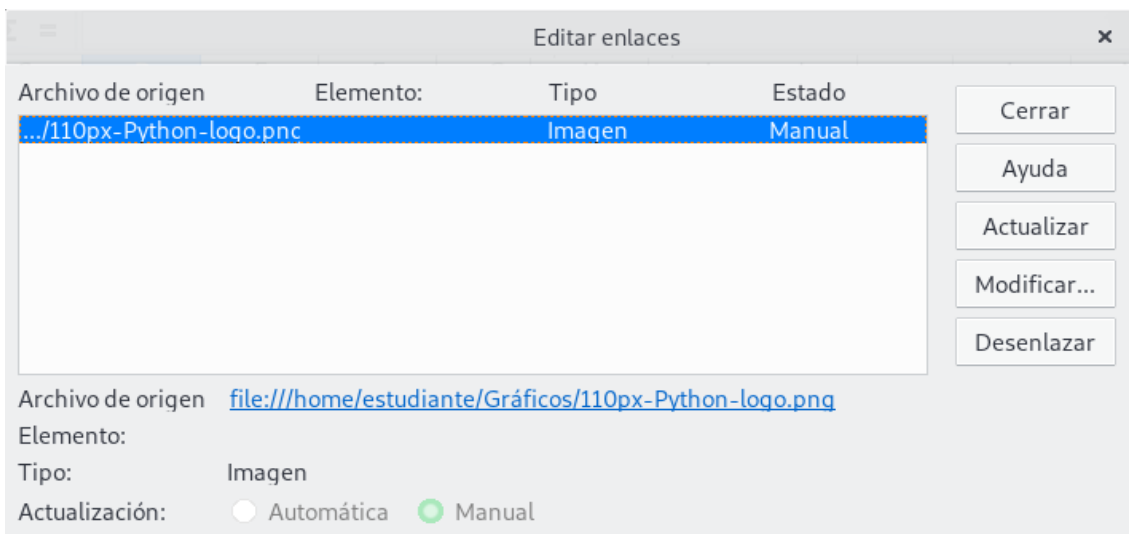 Editar enlaces
Archivo de origen Elemento: Tipo Estado
.../110px-Python-logo.pnc Imagen Manual
Cerrar
Ayuda
Actualizar
Modificar...
Desenlazar
Archivo de origen file:///home/estudiante/Gráficos/110px-Python-logo.png
Elemento:
Tipo: Imagen
Actualización: Automática Manual